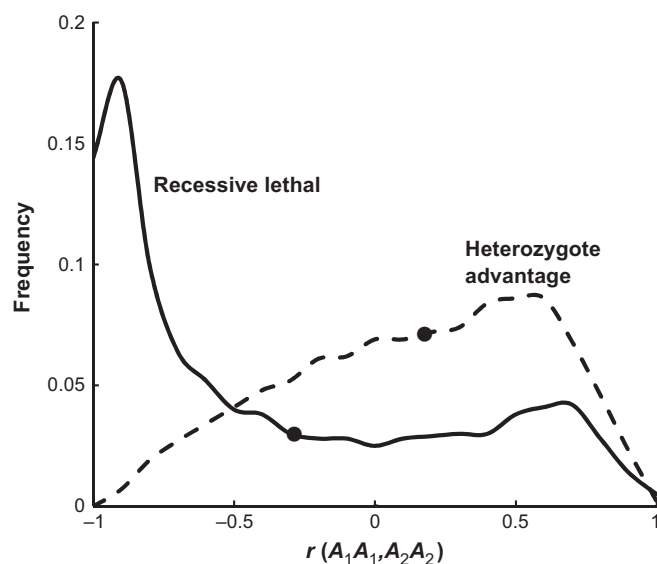 0.2
0.15
Recessive lethal
Frequency
0.1
Heterozygote
advantage
0.05
0
–1
–0.5
0
0.5
1
r (A₁A₁,A₂A₂)